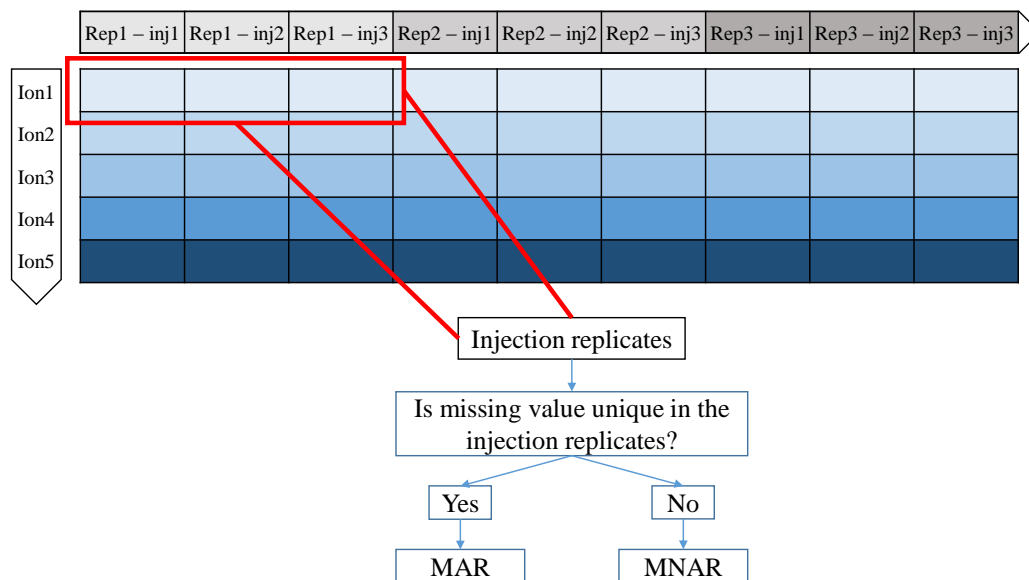 Rep1 – inj1 Rep1 – inj2 Rep1 – inj3 Rep2 – inj1 Rep2 – inj2 Rep2 – inj3 Rep3 – inj1 Rep3 – inj2 Rep3 – inj3
Ion1
Ion2
Ion3
Ion4
Ion5
Injection replicates
Is missing value unique in the
injection replicates?
Yes No
MAR MNAR